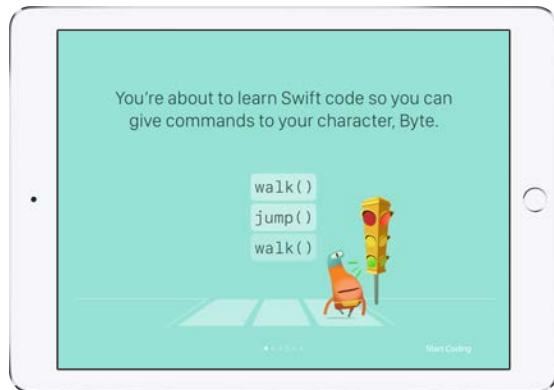 You’re about to learn Swift code so you can
give commands to your character, Byte.
walk()
jump()
walk()
Start Coding